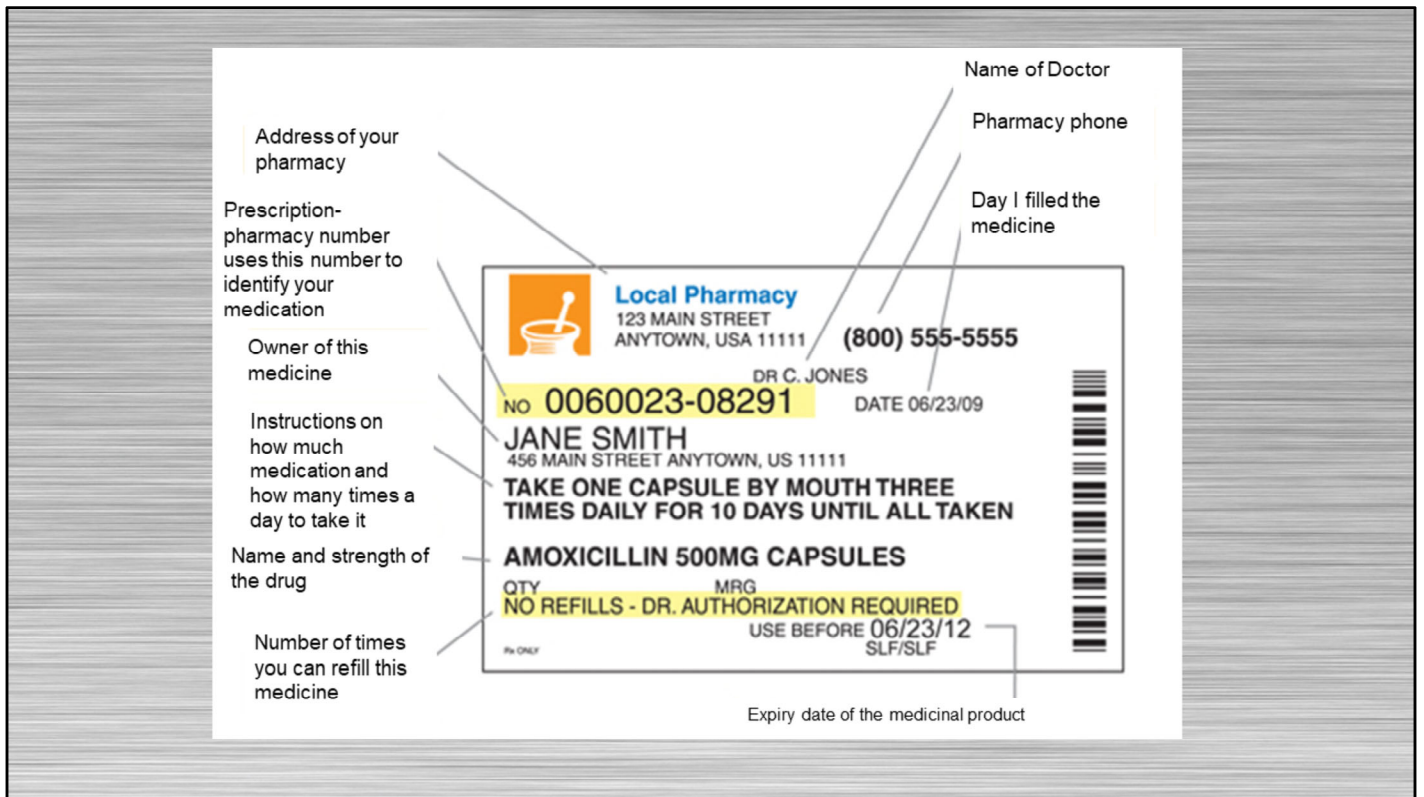 Name of Doctor
Pharmacy phone
Day I filled the
medicine
Address of your
pharmacy
Prescription-
pharmacy number
uses this number to
identify your
medication
Owner of this
medicine
Instructions on
how much
medication and
how many times a
day to take it
Name and strength of
the drug
Number of times
you can refill this
medicine
Local Pharmacy
123 MAIN STREET
ANYTOWN, USA 11111
(800) 555-5555
DR C. JONES
NO 0060023-08291
DATE 06/23/09
JANE SMITH
456 MAIN STREET ANYTOWN, US 11111
TAKE ONE CAPSULE BY MOUTH THREE
TIMES DAILY FOR 10 DAYS UNTIL ALL TAKEN
AMOXICILLIN 500MG CAPSULES
QTY MRG
NO REFILLS - DR. AUTHORIZATION REQUIRED
USE BEFORE 06/23/12
SLF/SLF
Rx ONLY
Expiry date of the medicinal product